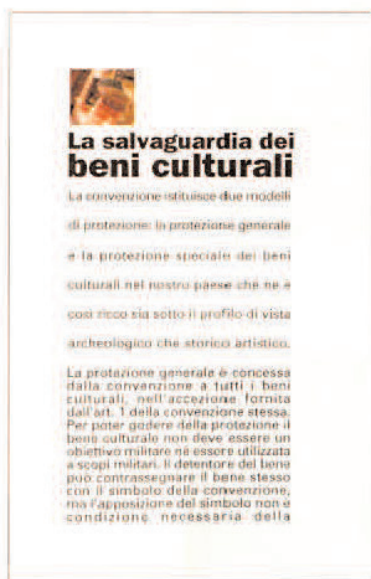 La salvaguardia dei
beni culturali
La convenzione istituisce due modelli
di protezione: la protezione generale
e la protezione speciale dei beni
culturali nel nostro paese che ne è
così ricco sia sotto il profilo di vista
archeologico che storico artistico.
La protezione generale è concessa
dalla convenzione a tutti i beni
culturali, nell'accezione fornita
dall'art. 1 della convenzione stessa.
Per poter godere della protezione il
bene culturale non deve essere un
obiettivo militare né essere utilizzata
a scopi militari. Il detentore del bene
può contrassegnare il bene stesso
con il simbolo della convenzione,
ma l'apposizione del simbolo non è
condizione necessaria della